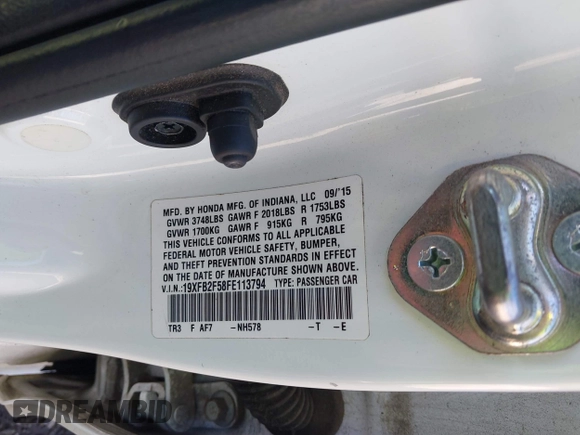 MFD. BY HONDA MFG. OF INDIANA, LLC 09/'15
GVWR 3748LBS GAWR F 2018LBS R 1753LBS
GVWR 1700KG GAWR F 915KG R 795KG
THIS VEHICLE CONFORMS TO ALL APPLICABLE
FEDERAL MOTOR VEHICLE SAFETY, BUMPER,
AND THEFT PREVENTION STANDARDS IN EFFECT
ON THE DATE OF MANUFACTURE SHOWN ABOVE.
V.I.N.:19XFB2F58FE113794 TYPE: PASSENGER CAR
TR3 F AF7 -NH578 -T -E
DREAMBID